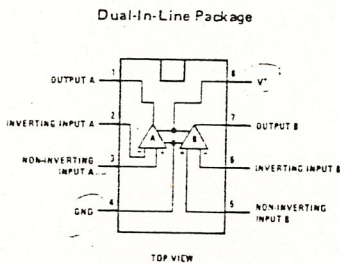 Dual-In-Line Package
1
OUTPUT A
8
V+
2
INVERTING INPUT A
7
OUTPUT B
A
B
3
NON-INVERTING
INPUT A
6
INVERTING INPUT B
4
GND
5
NON-INVERTING
INPUT B
TOP VIEW